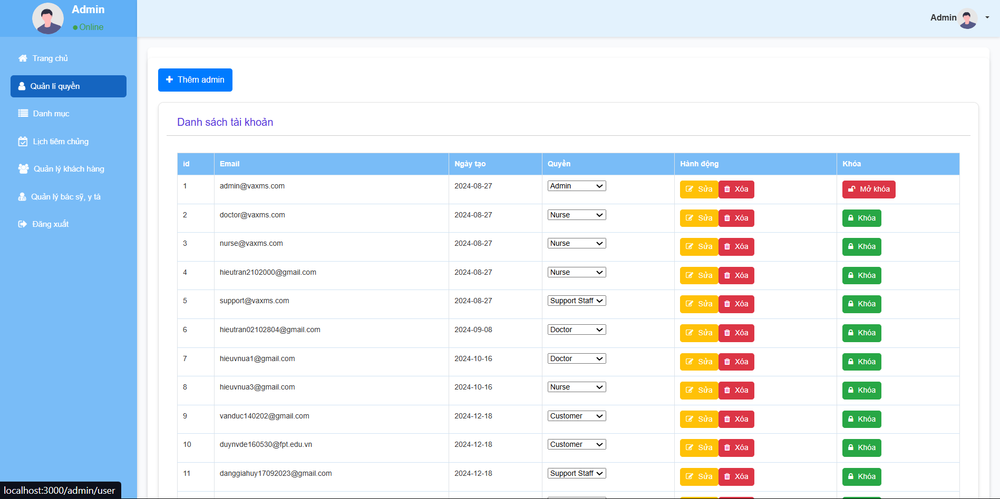 Admin
Online
Admin
Trang chủ
Quản lí quyền
Danh mục
Lịch tiêm chủng
Quản lý khách hàng
Quản lý bác sỹ, y tá
Đăng xuất
Thêm admin
Danh sách tài khoản
id Email Ngày tạo Quyền Hành động Khóa
1 admin@vaxms.com 2024-08-27 Admin Sửa Xóa Mở khóa
2 doctor@vaxms.com 2024-08-27 Nurse Sửa Xóa Khóa
3 nurse@vaxms.com 2024-08-27 Nurse Sửa Xóa Khóa
4 hieutran2102000@gmail.com 2024-08-27 Nurse Sửa Xóa Khóa
5 support@vaxms.com 2024-08-27 Support Staff Sửa Xóa Khóa
6 hieutran02102804@gmail.com 2024-09-08 Doctor Sửa Xóa Khóa
7 hieuvnua1@gmail.com 2024-10-16 Doctor Sửa Xóa Khóa
8 hieuvnua3@gmail.com 2024-10-16 Nurse Sửa Xóa Khóa
9 vanduc140202@gmail.com 2024-12-18 Customer Sửa Xóa Khóa
10 duynvde160530@fpt.edu.vn 2024-12-18 Customer Sửa Xóa Khóa
11 danggiahuy17092023@gmail.com 2024-12-18 Support Staff Sửa Xóa Khóa
localhost:3000/admin/user